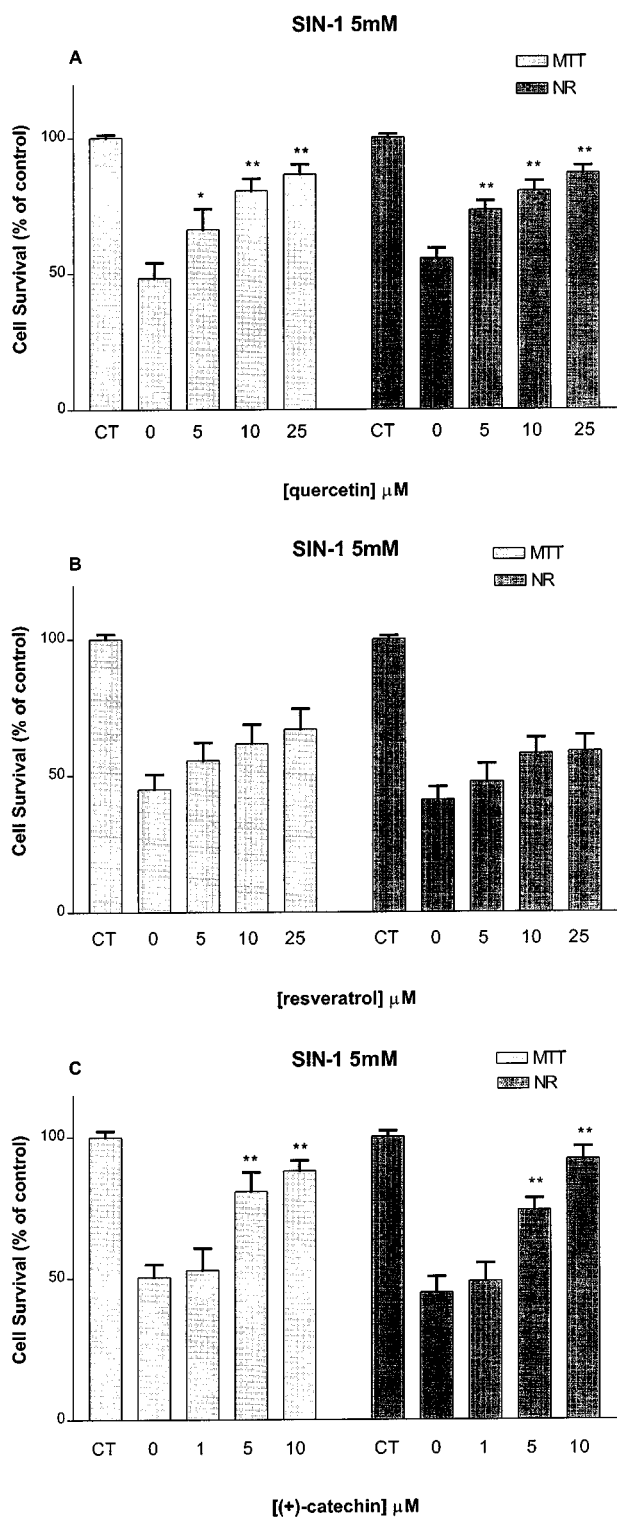 SIN-1 5mM
A
MTT
NR
Cell Survival (% of control)
100
50
0
* ** ** ** ** **
CT 0 5 10 25 CT 0 5 10 25
[quercetin] μM
SIN-1 5mM
B
MTT
NR
Cell Survival (% of control)
100
50
0
CT 0 5 10 25 CT 0 5 10 25
[resveratrol] μM
SIN-1 5mM
C
MTT
NR
Cell Survival (% of control)
100
50
0
** ** ** **
CT 0 1 5 10 CT 0 1 5 10
[(+)-catechin] μM